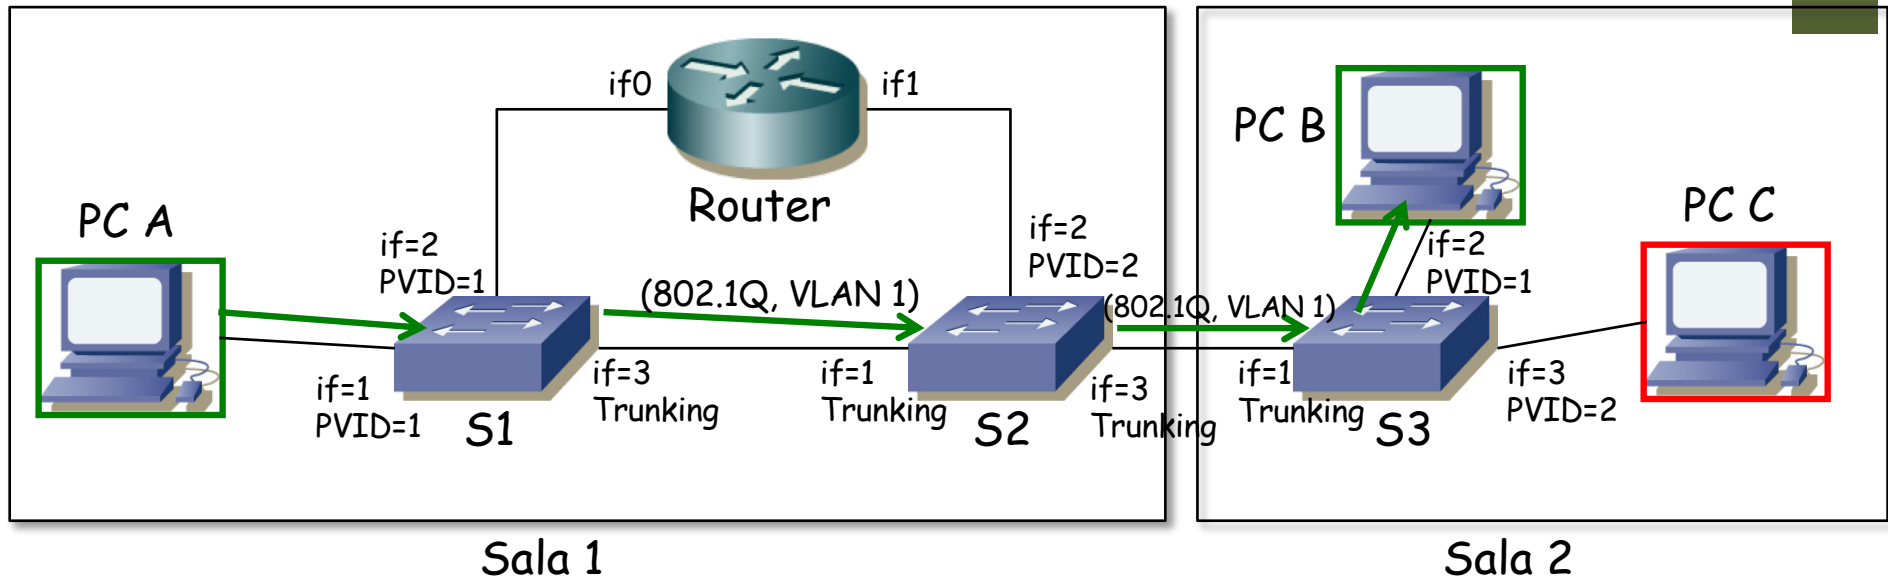 if0
if1
Router
PC A
if=2
PVID=1
(802.1Q, VLAN 1)
if=1
PVID=1
S1
if=3
Trunking
if=2
PVID=2
(802.1Q, VLAN 1)
if=1
Trunking
S2
if=3
Trunking
Sala 1
PC B
PC C
if=2
PVID=1
if=1
Trunking
S3
if=3
PVID=2
Sala 2